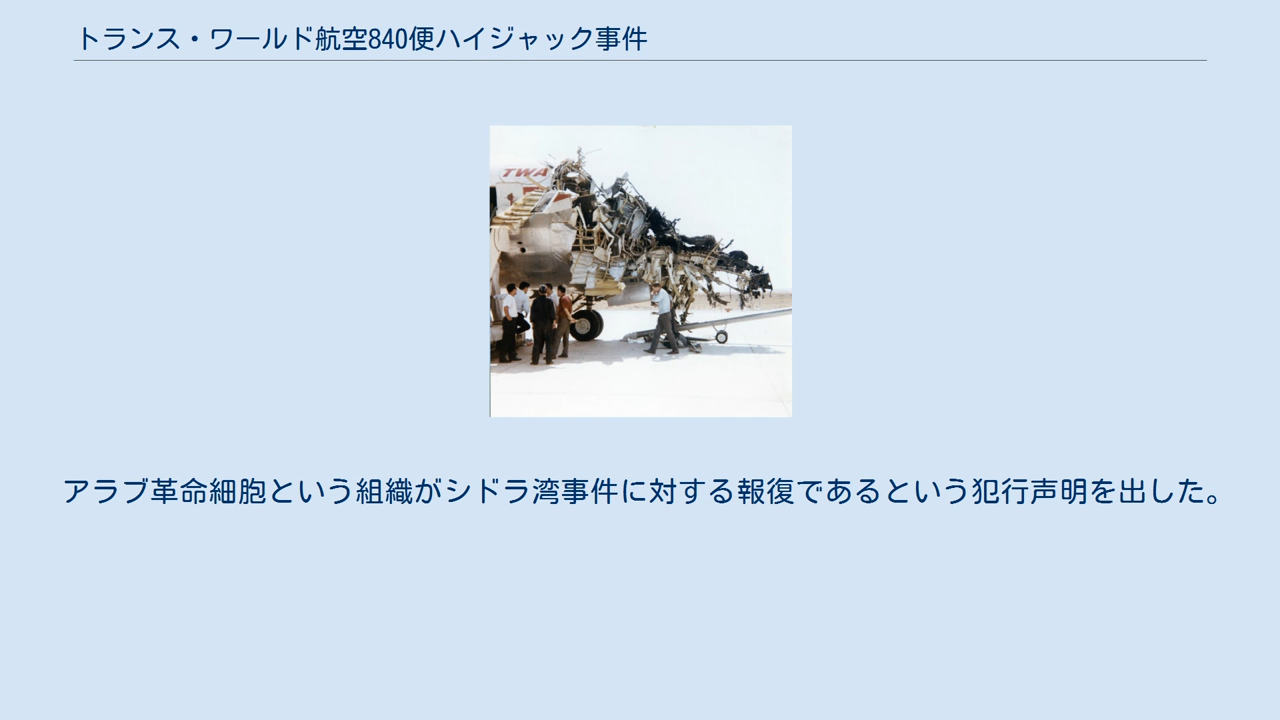 トランス・ワールド航空840便ハイジャック事件
TWA
アラブ革命細胞という組織がシドラ湾事件に対する報復であるという犯行声明を出した。